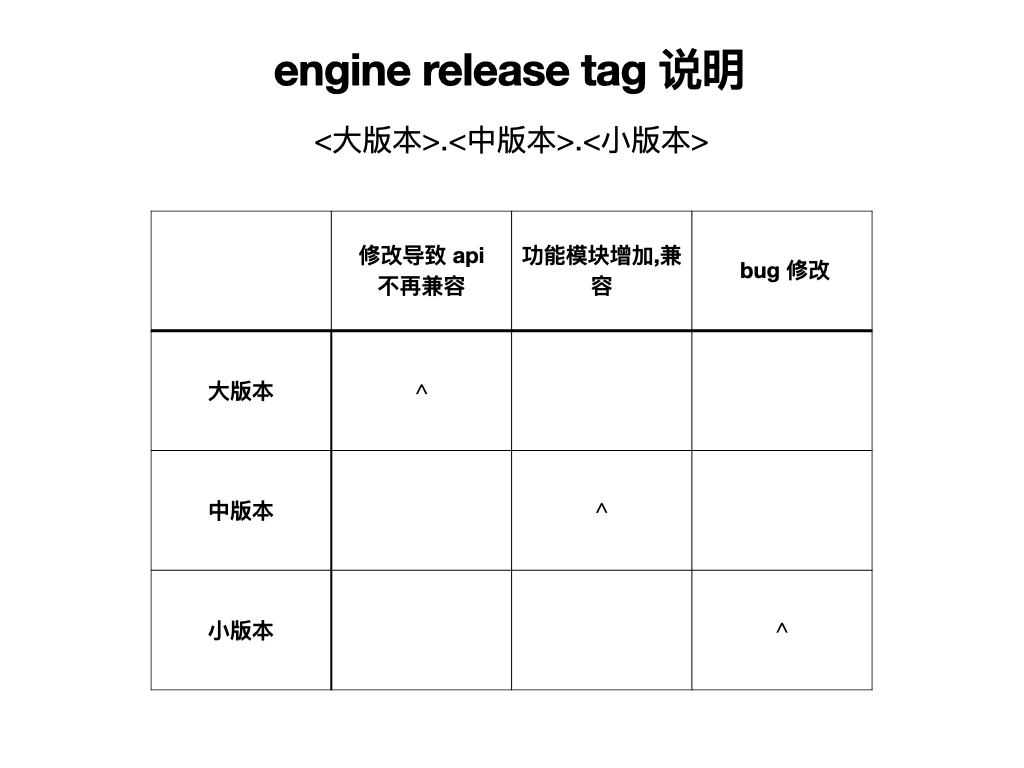 engine release tag 说明
<大版本>.<中版本>.<小版本>
修改导致 api
不再兼容
功能模块增加,兼
容
bug 修改
大版本
^
中版本
^
小版本
^